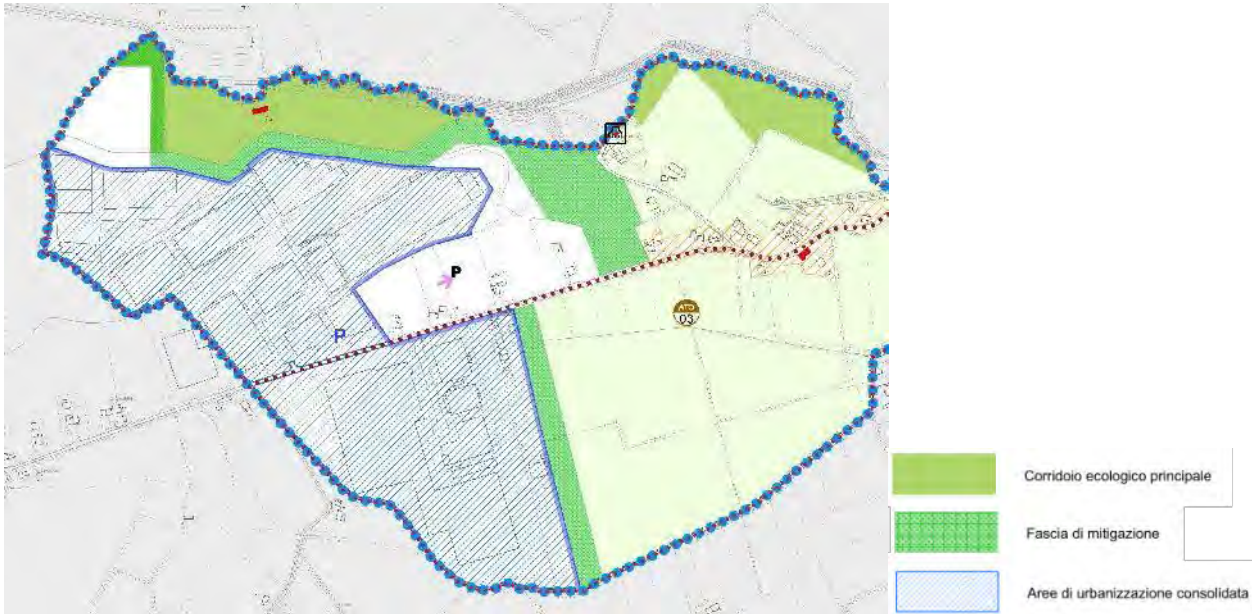 P
P
ATO
03
Corridoio ecologico principale
Fascia di mitigazione
Aree di urbanizzazione consolidata